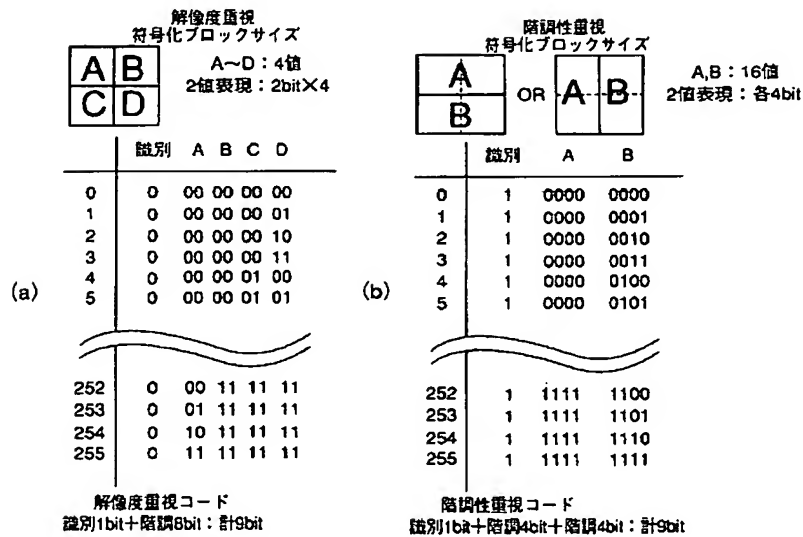 解像度重視
符号化ブロックサイズ
A B
C D
A～D：4値
2値表現：2bit×4
識別 A B C D
0 0 00 00 00 00
1 0 00 00 00 01
2 0 00 00 00 10
3 0 00 00 00 11
4 0 00 00 01 00
5 0 00 00 01 01
(a)
252 0 00 11 11 11
253 0 01 11 11 11
254 0 10 11 11 11
255 0 11 11 11 11
解像度重視コード
識別1bit＋階調8bit：計9bit
階調性重視
符号化ブロックサイズ
A
B
OR
A B
A,B：16値
2値表現：各4bit
識別 A B
0 1 0000 0000
1 1 0000 0001
2 1 0000 0010
3 1 0000 0011
4 1 0000 0100
5 1 0000 0101
(b)
252 1 1111 1100
253 1 1111 1101
254 1 1111 1110
255 1 1111 1111
階調性重視コード
識別1bit＋階調4bit＋階調4bit：計9bit